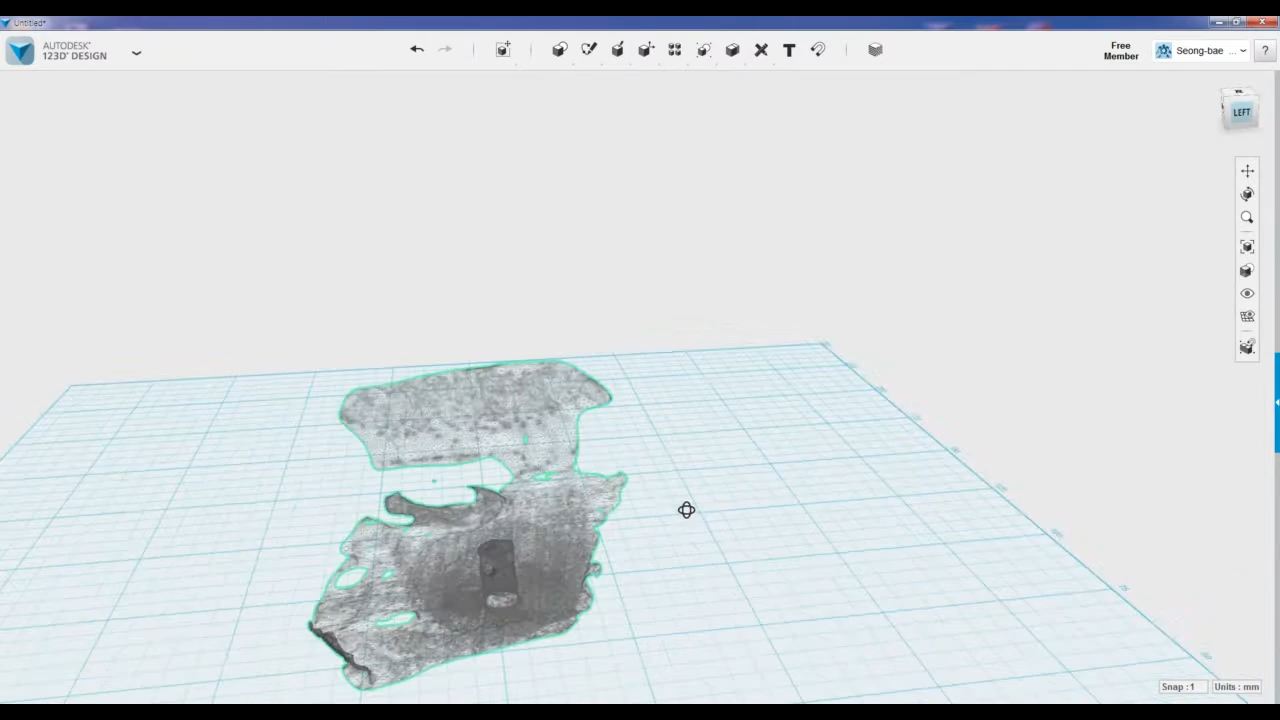 Untitled*
AUTODESK®
123D® DESIGN
Free
Member
Seong-bae ...
?
LEFT
Snap : 1
Units : mm